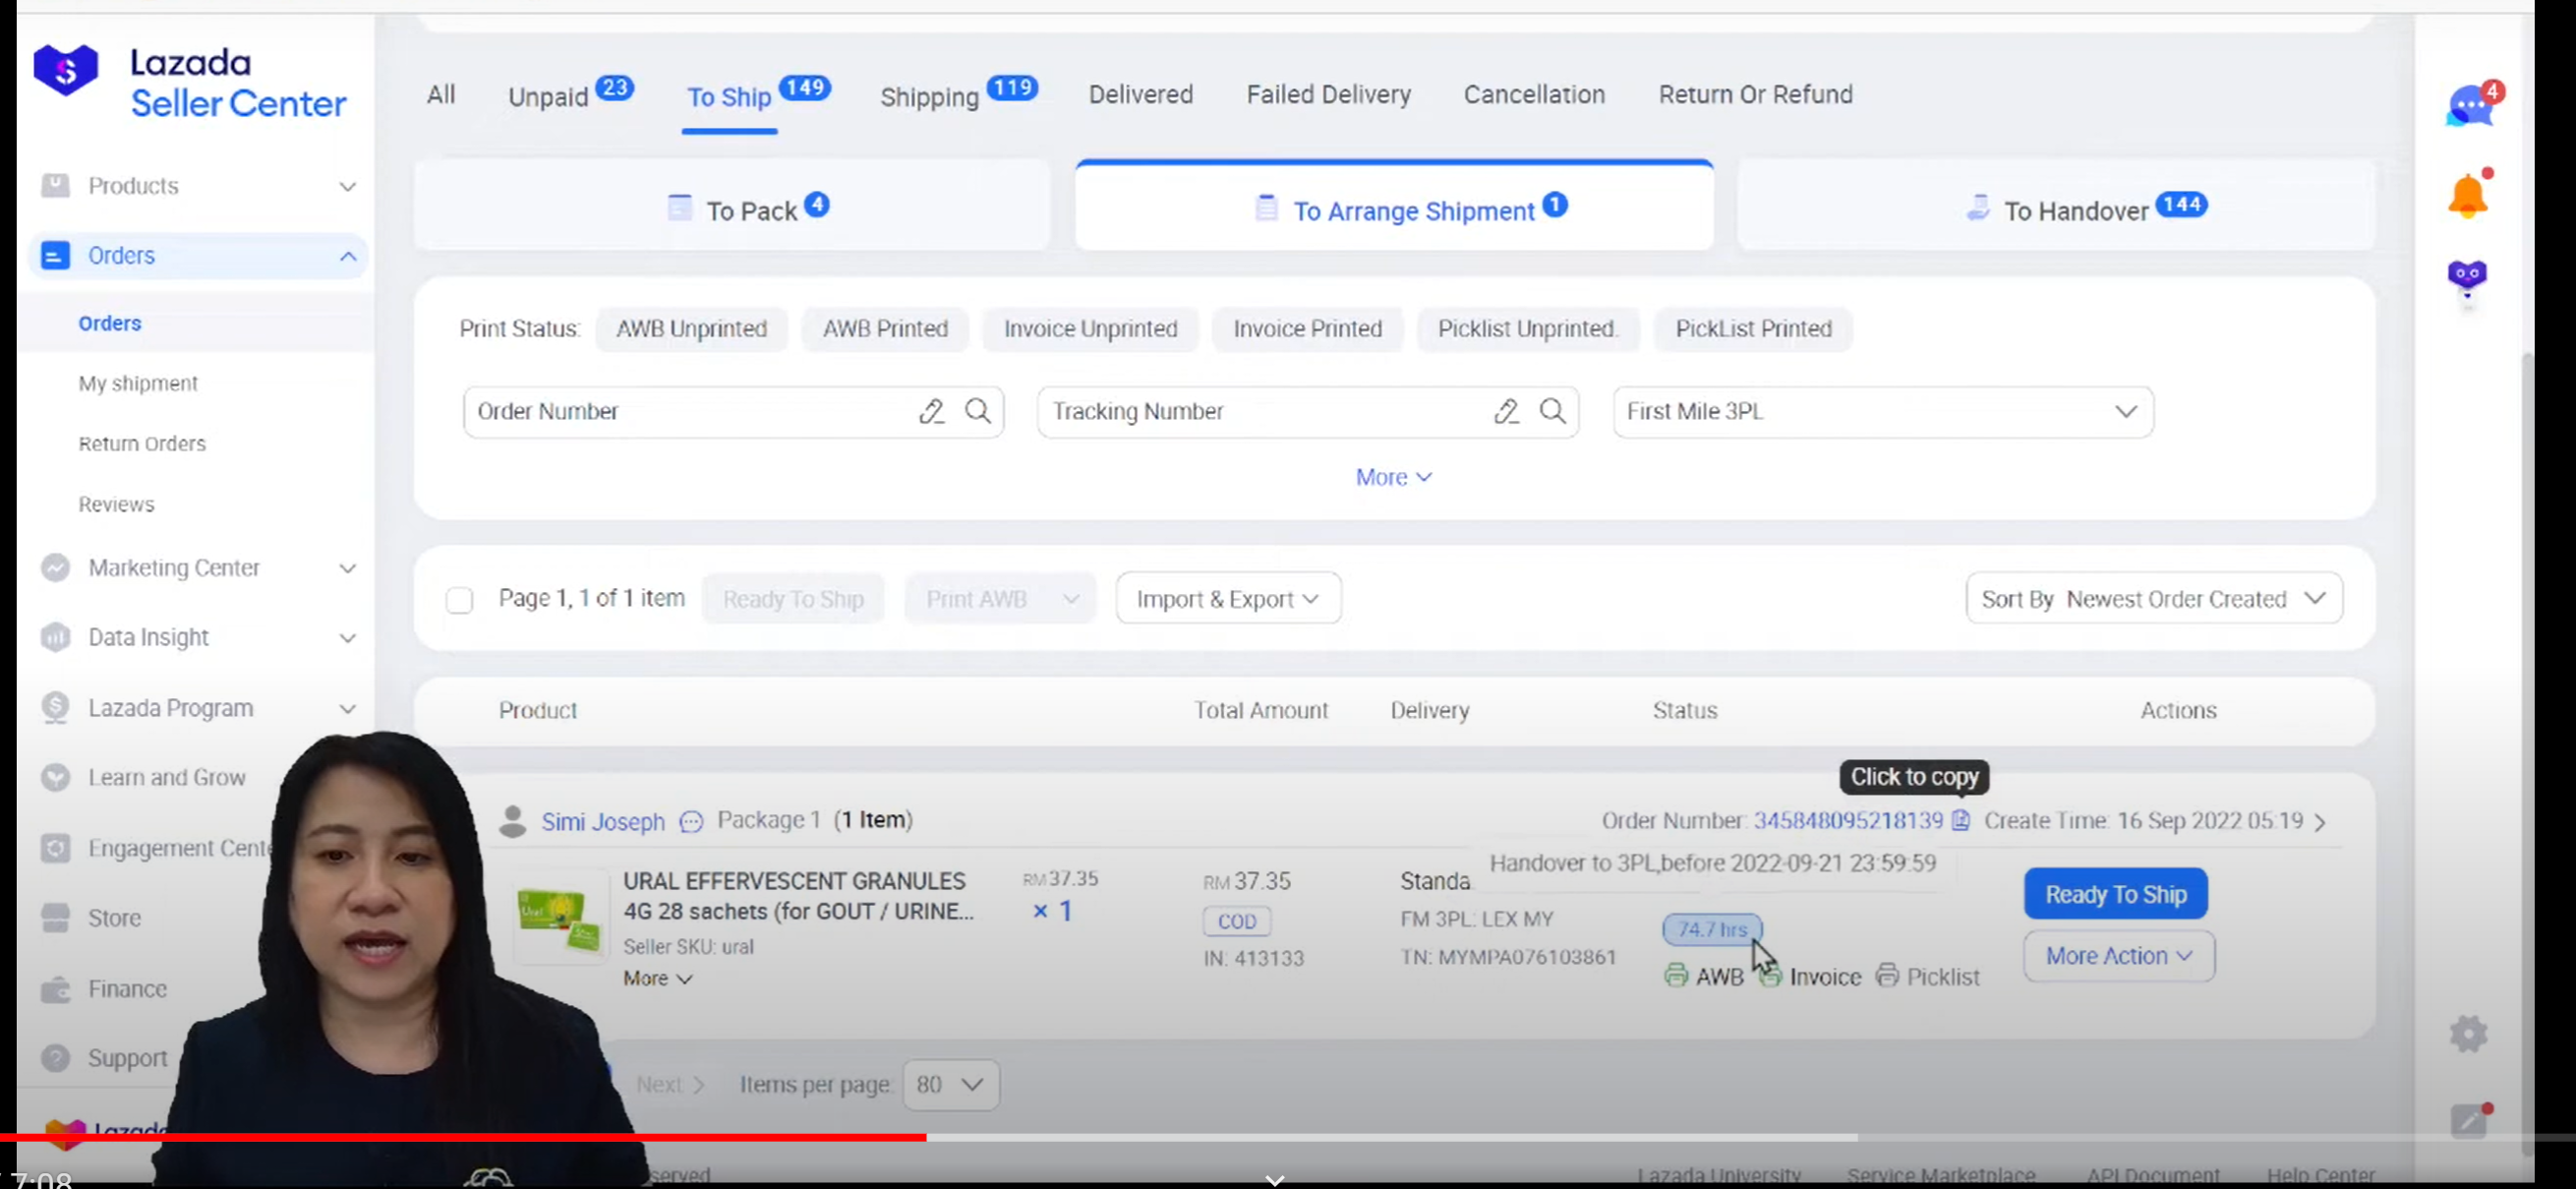 Lazada
Seller Center
All
Unpaid 23
To Ship 149
Shipping 119
Delivered
Failed Delivery
Cancellation
Return Or Refund
4
Products
Orders
Orders
My shipment
Return Orders
Reviews
Marketing Center
Data Insight
Lazada Program
Learn and Grow
Engagement Cente
Store
Finance
Support
Lazada
To Pack 4
To Arrange Shipment 1
To Handover 144
Print Status: AWB Unprinted AWB Printed Invoice Unprinted Invoice Printed Picklist Unprinted. PickList Printed
Order Number
Tracking Number
First Mile 3PL
More
Page 1, 1 of 1 item Ready To Ship Print AWB Import & Export
Sort By Newest Order Created
Product Total Amount Delivery Status Actions
Click to copy
Simi Joseph Package 1 (1 Item)
Order Number: 345848095218139 Create Time: 16 Sep 2022 05:19
Handover to 3PL,before 2022-09-21 23:59:59
URAL EFFERVESCENT GRANULES
4G 28 sachets (for GOUT / URINE...
Seller SKU: ural
More
RM 37.35
× 1
RM 37.35
COD
IN: 413133
Standa
FM 3PL: LEX MY
TN: MYMPA076103861
74.7 hrs
AWB Invoice Picklist
Ready To Ship
More Action
Next Items per page: 80
7:08
served
Lazada University Service Marketplace API Document Help Center